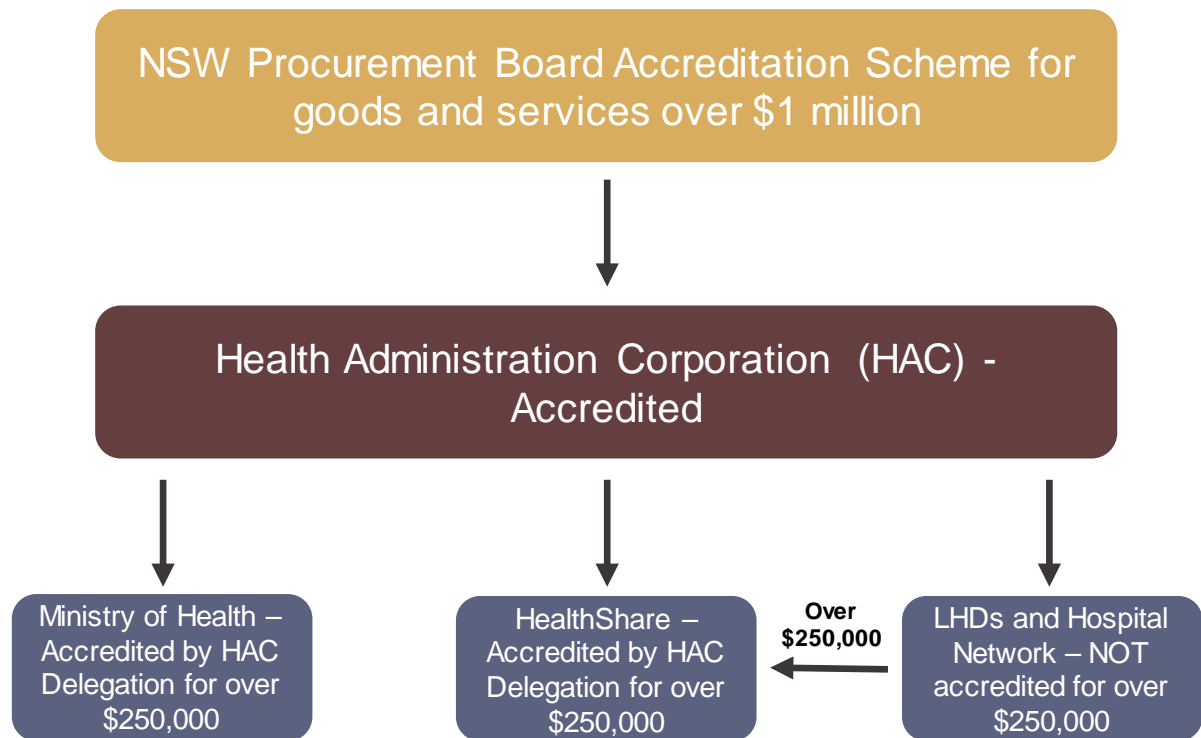 NSW Procurement Board Accreditation Scheme for
goods and services over $1 million
Health Administration Corporation (HAC) -
Accredited
Ministry of Health –
Accredited by HAC
Delegation for over
$250,000
HealthShare –
Accredited by HAC
Delegation for over
$250,000
Over
$250,000
LHDs and Hospital
Network – NOT
accredited for over
$250,000